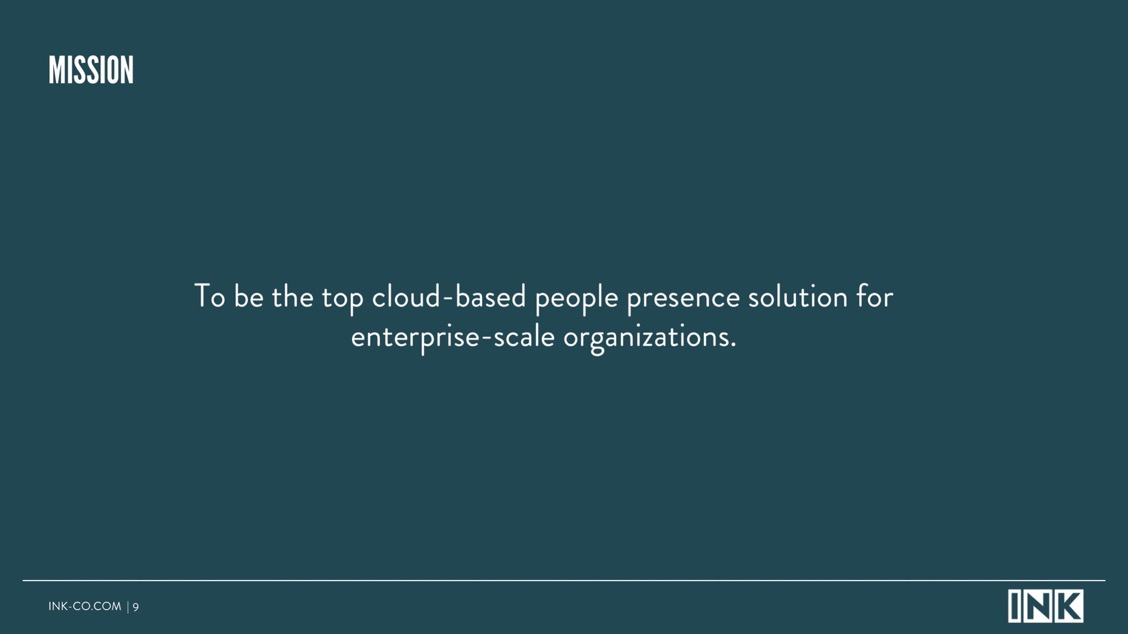 MISSION
To be the top cloud-based people presence solution for
enterprise-scale organizations.
INK-CO.COM | 9
INK